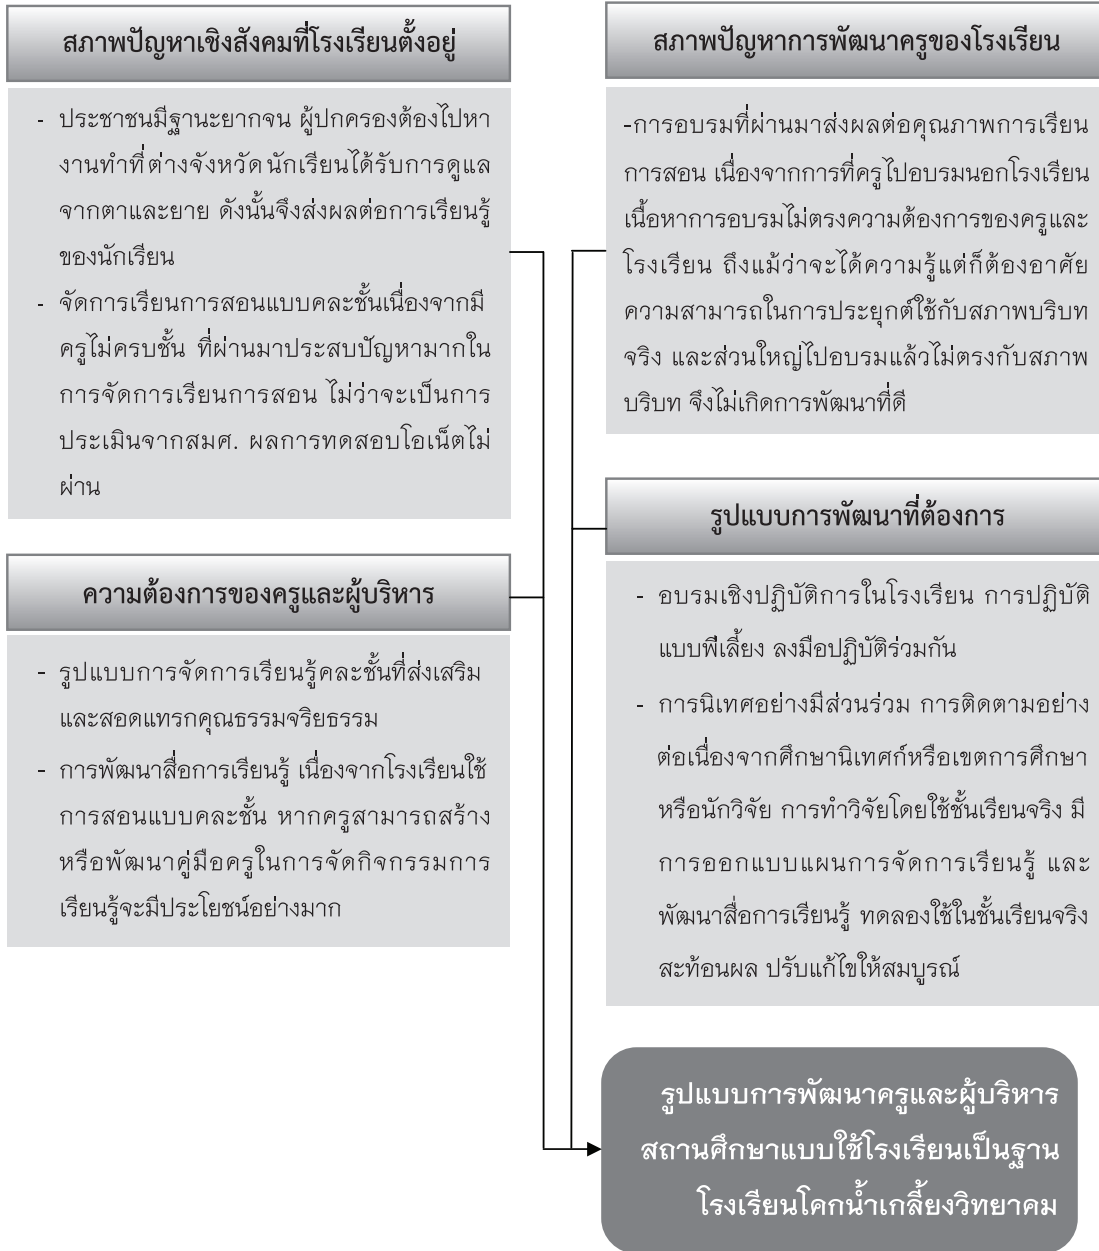 สภาพปัญหาเชิงสังคมที่โรงเรียนตั้งอยู่
- ประชาชนมีฐานะยากจน ผู้ปกครองต้องไปหา
งานทำที่ต่างจังหวัด นักเรียนได้รับการดูแล
จากตาและยาย ดังนั้นจึงส่งผลต่อการเรียนรู้
ของนักเรียน
- จัดการเรียนการสอนแบบคละชั้นเนื่องจากมี
ครูไม่ครบชั้น ที่ผ่านมาประสบปัญหามากใน
การจัดการเรียนการสอน ไม่ว่าจะเป็นการ
ประเมินจากสมศ. ผลการทดสอบโอเน็ตไม่
ผ่าน
ความต้องการของครูและผู้บริหาร
- รูปแบบการจัดการเรียนรู้คละชั้นที่ส่งเสริม
และสอดแทรกคุณธรรมจริยธรรม
- การพัฒนาสื่อการเรียนรู้ เนื่องจากโรงเรียนใช้
การสอนแบบคละชั้น หากครูสามารถสร้าง
หรือพัฒนาคู่มือครูในการจัดกิจกรรมการ
เรียนรู้จะมีประโยชน์อย่างมาก
สภาพปัญหาการพัฒนาครูของโรงเรียน
-การอบรมที่ผ่านมาส่งผลต่อคุณภาพการเรียน
การสอน เนื่องจากการที่ครูไปอบรมนอกโรงเรียน
เนื้อหาการอบรมไม่ตรงความต้องการของครูและ
โรงเรียน ถึงแม้ว่าจะได้ความรู้แต่ก็ต้องอาศัย
ความสามารถในการประยุกต์ใช้กับสภาพบริบท
จริง และส่วนใหญ่ไปอบรมแล้วไม่ตรงกับสภาพ
บริบท จึงไม่เกิดการพัฒนาที่ดี
รูปแบบการพัฒนาที่ต้องการ
- อบรมเชิงปฏิบัติการในโรงเรียน การปฏิบัติ
แบบพี่เลี้ยง ลงมือปฏิบัติร่วมกัน
- การนิเทศอย่างมีส่วนร่วม การติดตามอย่าง
ต่อเนื่องจากศึกษานิเทศก์หรือเขตการศึกษา
หรือนักวิจัย การทำวิจัยโดยใช้ชั้นเรียนจริง มี
การออกแบบแผนการจัดการเรียนรู้ และ
พัฒนาสื่อการเรียนรู้ ทดลองใช้ในชั้นเรียนจริง
สะท้อนผล ปรับแก้ไขให้สมบูรณ์
รูปแบบการพัฒนาครูและผู้บริหาร
สถานศึกษาแบบใช้โรงเรียนเป็นฐาน
โรงเรียนโคกน้ำเกลี้ยงวิทยาคม